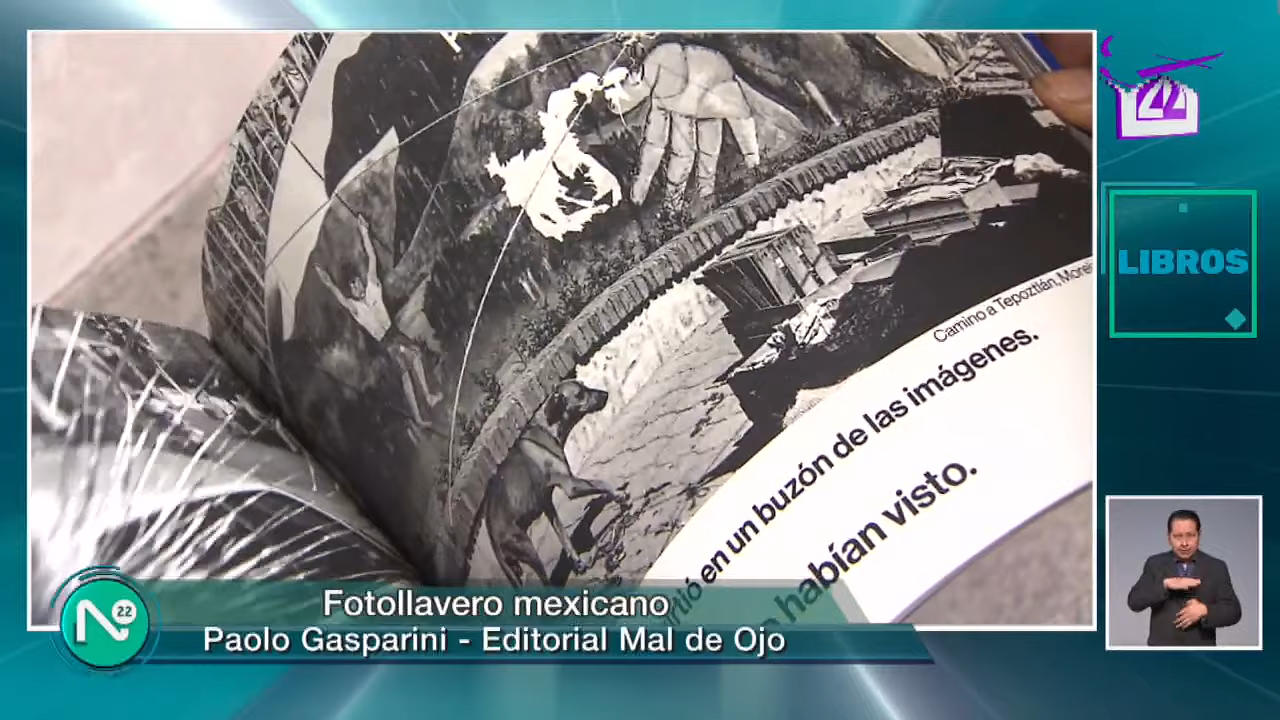 22
LIBROS
Camino a Tepoztlán,
en un buzón de las imágenes.
habían visto.
N22
Fotollavero mexicano
Paolo Gasparini - Editorial Mal de Ojo